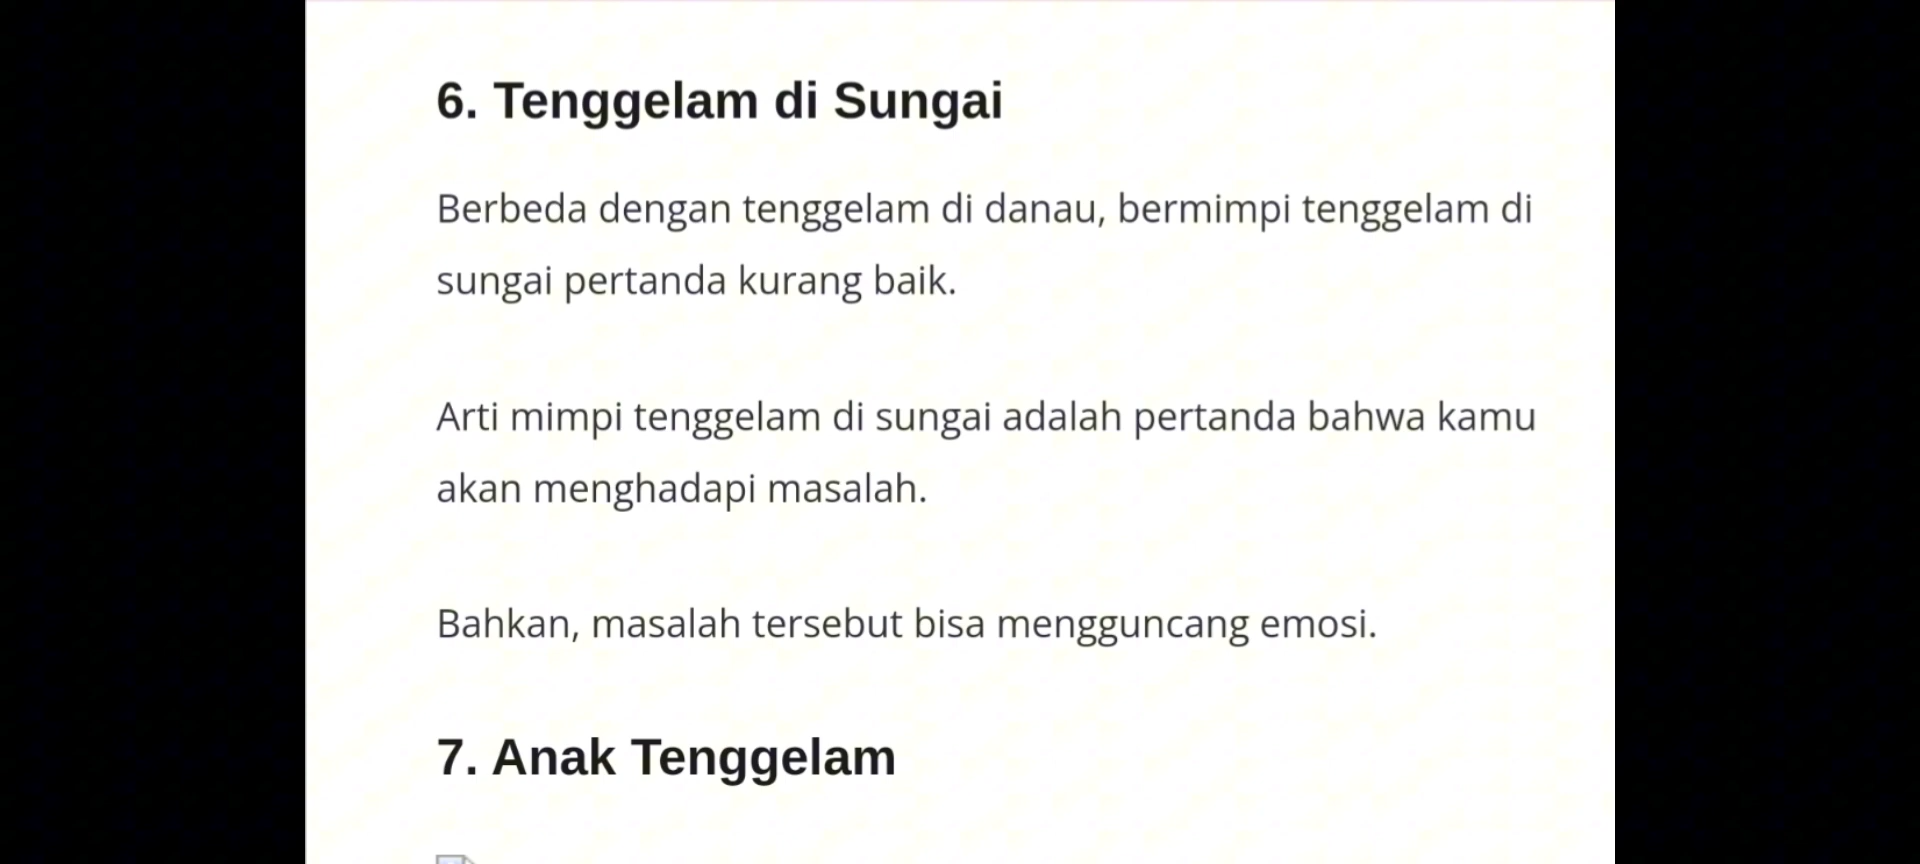 6. Tenggelam di Sungai
Berbeda dengan tenggelam di danau, bermimpi tenggelam di
sungai pertanda kurang baik.
Arti mimpi tenggelam di sungai adalah pertanda bahwa kamu
akan menghadapi masalah.
Bahkan, masalah tersebut bisa mengguncang emosi.
7. Anak Tenggelam